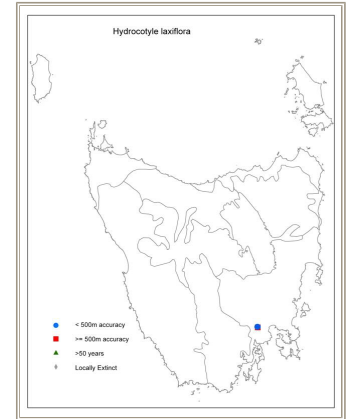 Hydrocotyle laxiflora
< 500m accuracy
>= 500m accuracy
>50 years
Locally Extinct